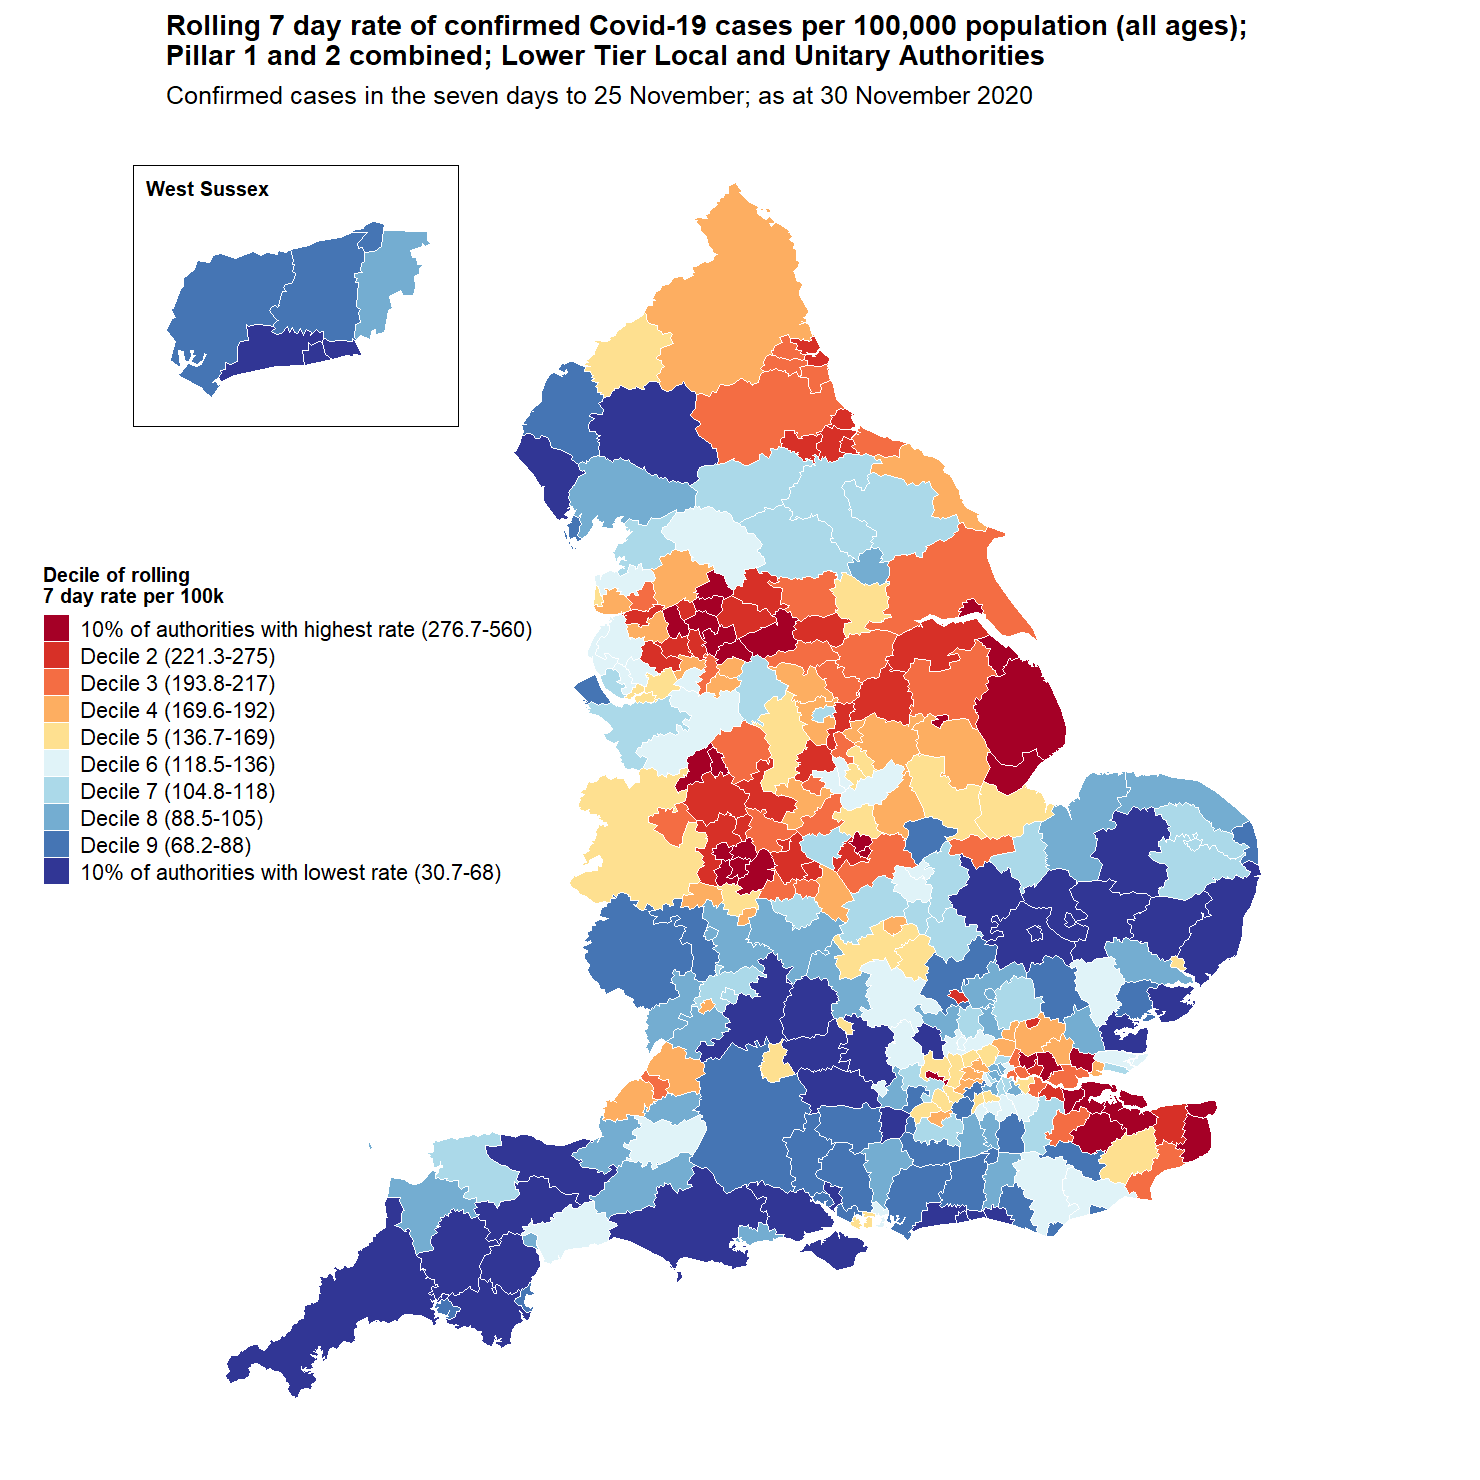 Rolling 7 day rate of confirmed Covid-19 cases per 100,000 population (all ages);
Pillar 1 and 2 combined; Lower Tier Local and Unitary Authorities
Confirmed cases in the seven days to 25 November; as at 30 November 2020
West Sussex
Decile of rolling
7 day rate per 100k
10% of authorities with highest rate (276.7-560)
Decile 2 (221.3-275)
Decile 3 (193.8-217)
Decile 4 (169.6-192)
Decile 5 (136.7-169)
Decile 6 (118.5-136)
Decile 7 (104.8-118)
Decile 8 (88.5-105)
Decile 9 (68.2-88)
10% of authorities with lowest rate (30.7-68)